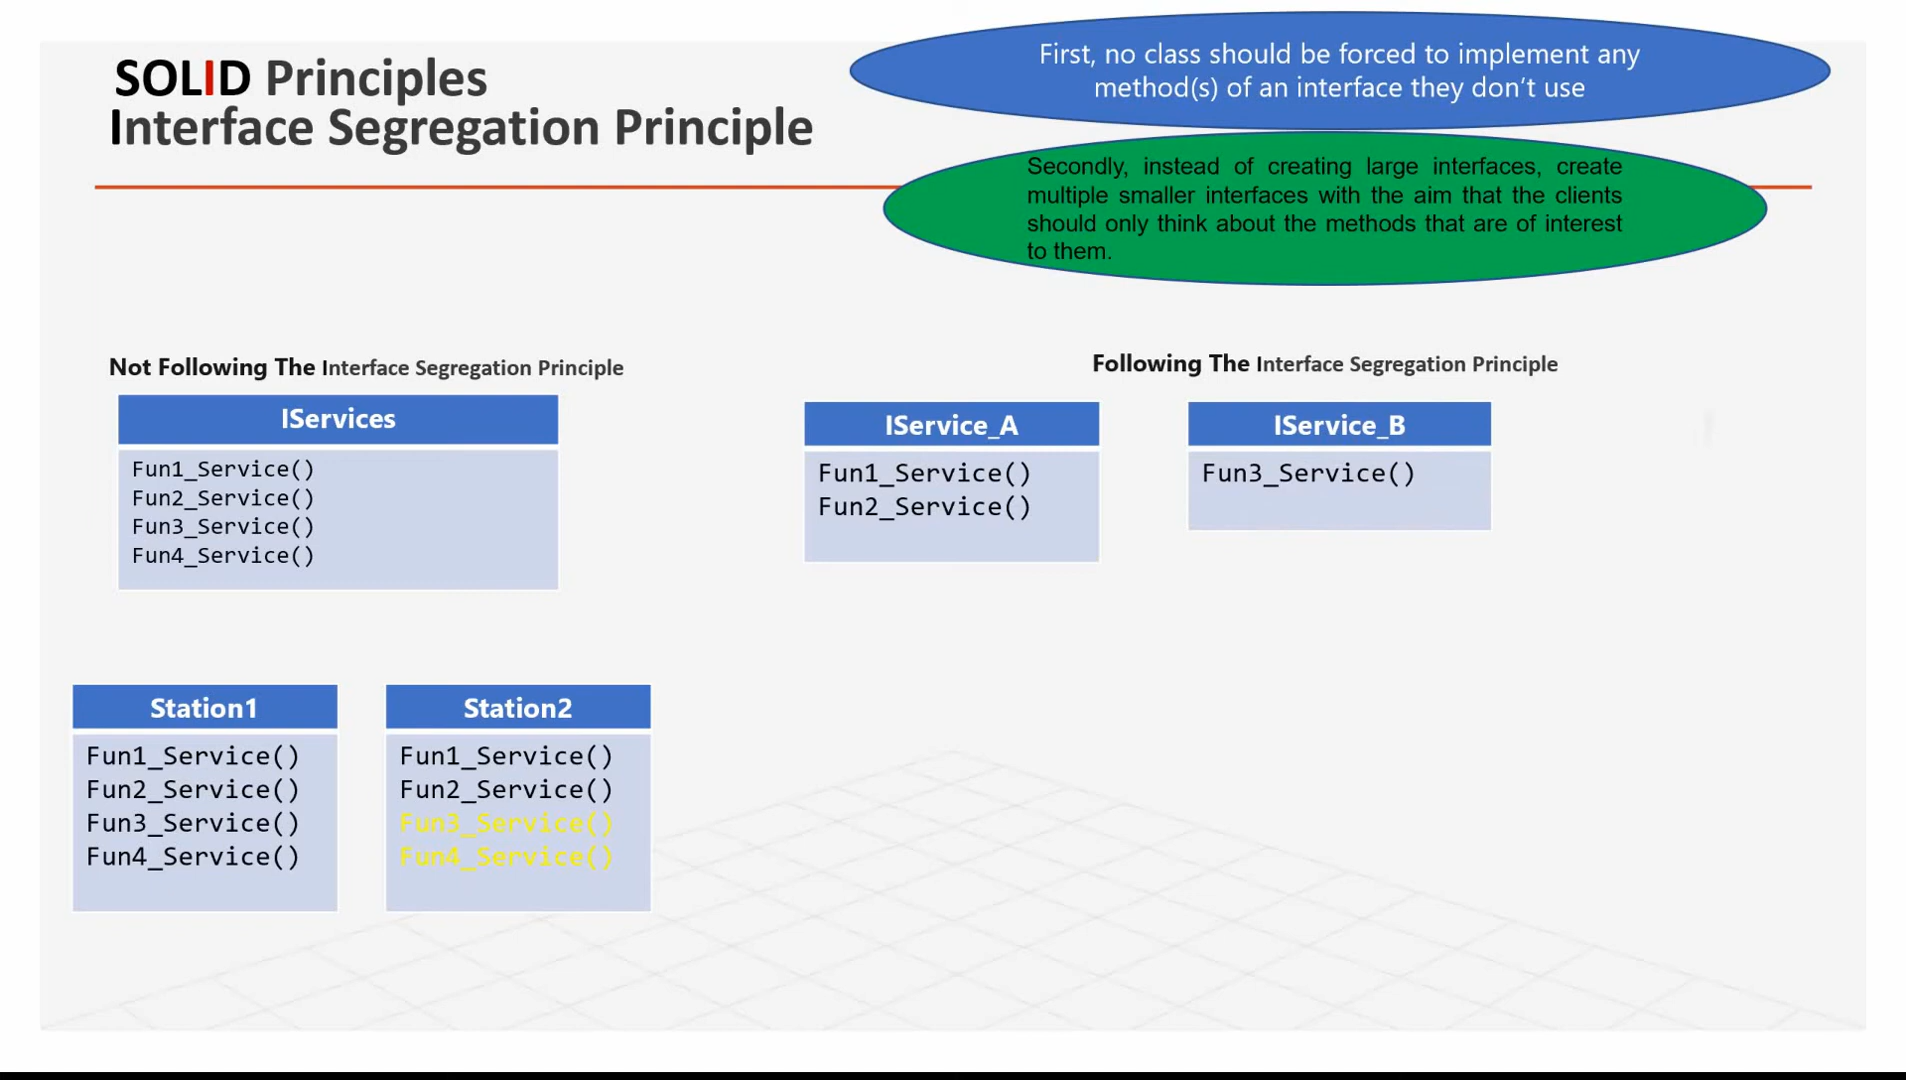 SOLID Principles
Interface Segregation Principle
First, no class should be forced to implement any
method(s) of an interface they don't use
Secondly, instead of creating large interfaces, create
multiple smaller interfaces with the aim that the clients
should only think about the methods that are of interest
to them.
Not Following The Interface Segregation Principle
IServices
Fun1_Service()
Fun2_Service()
Fun3_Service()
Fun4_Service()
Station1
Fun1_Service()
Fun2_Service()
Fun3_Service()
Fun4_Service()
Station2
Fun1_Service()
Fun2_Service()
Fun3_Service()
Fun4_Service()
Following The Interface Segregation Principle
IService_A
Fun1_Service()
Fun2_Service()
IService_B
Fun3_Service()